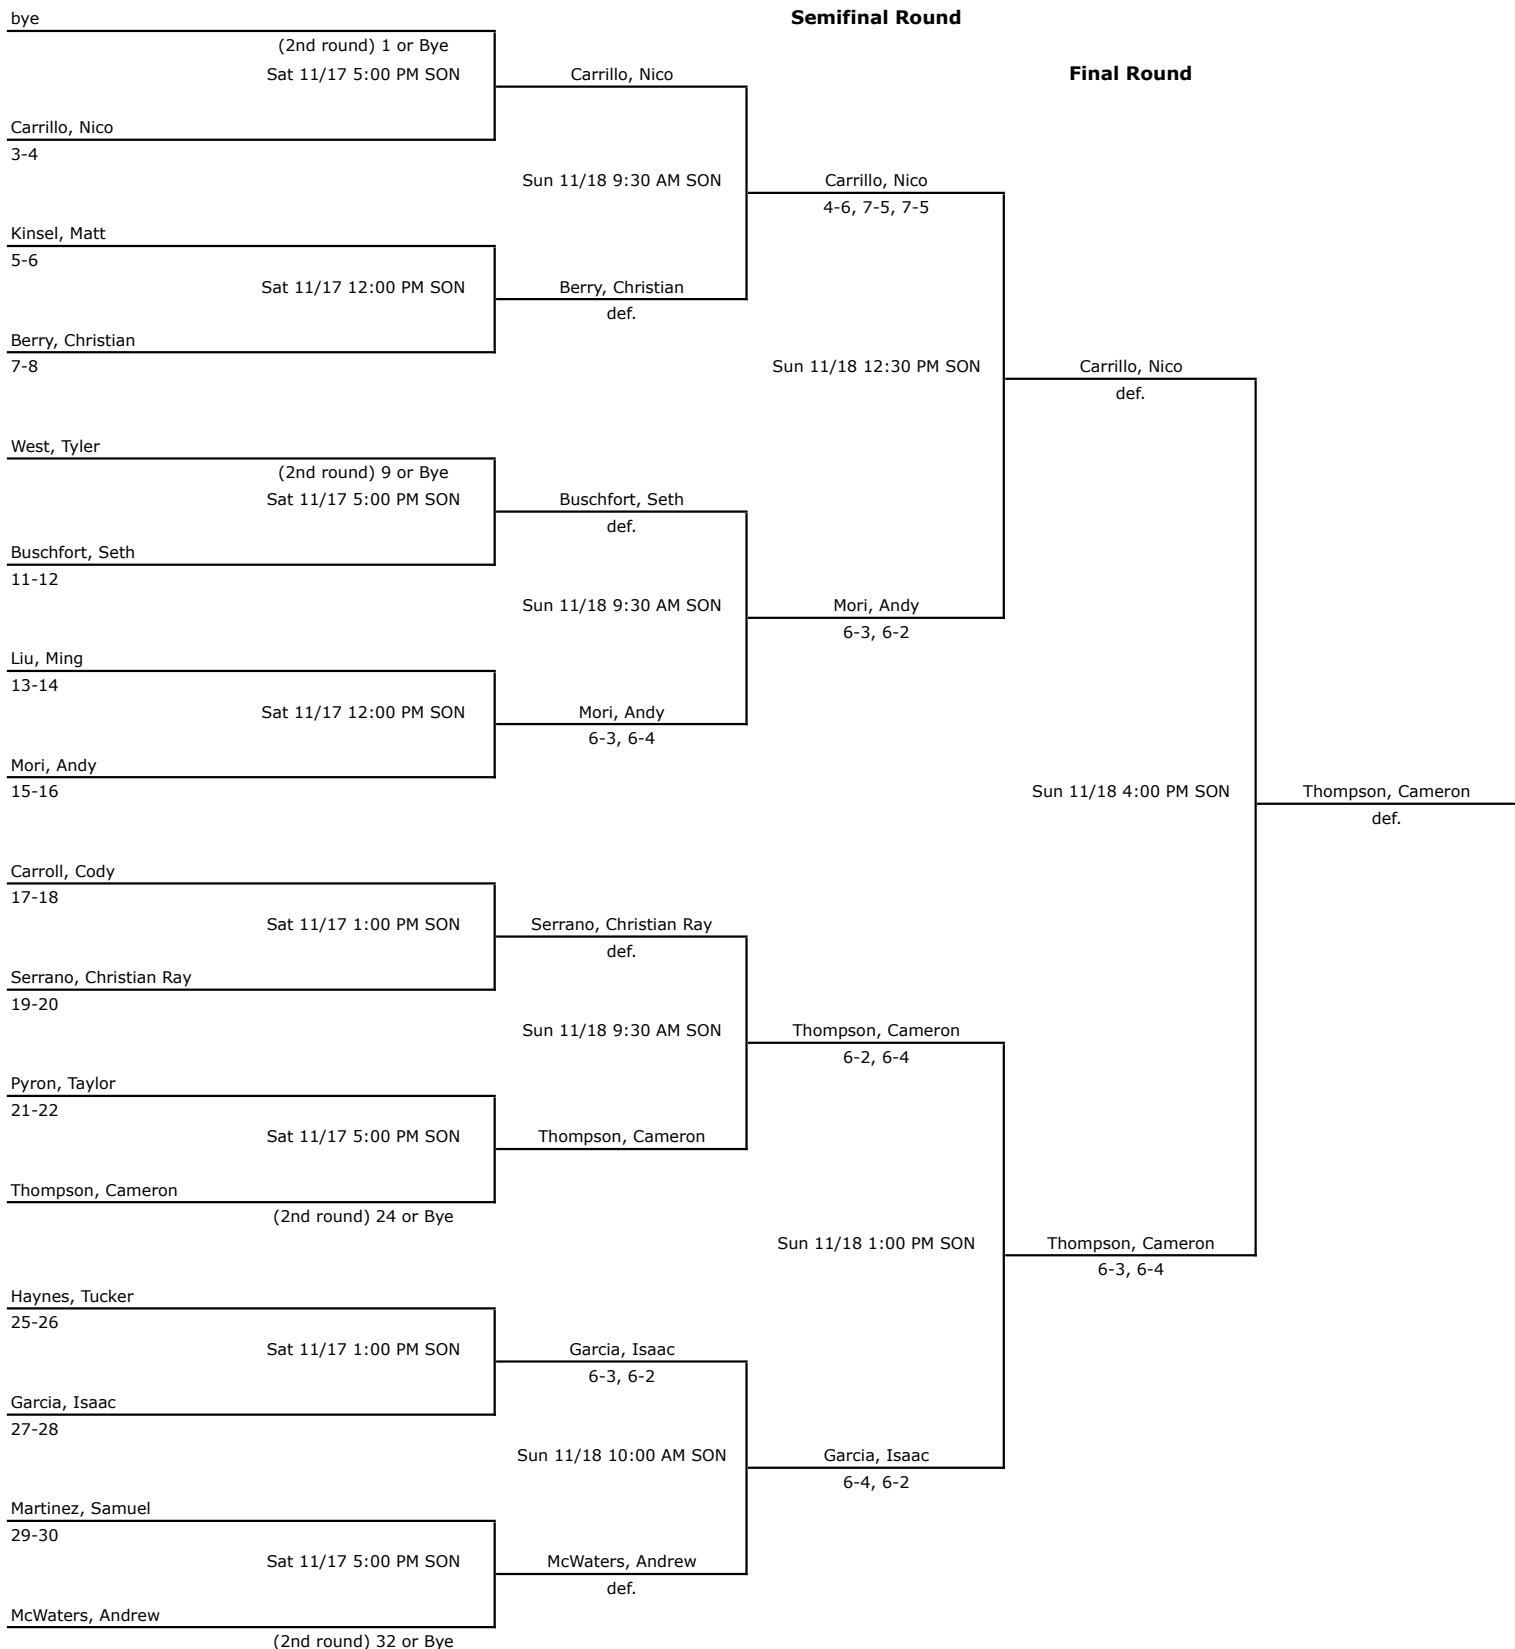 bye
Semifinal Round
(2nd round) 1 or Bye
Sat 11/17 5:00 PM SON
Carrillo, Nico
Final Round
Carrillo, Nico
3-4
Sun 11/18 9:30 AM SON
Carrillo, Nico
4-6, 7-5, 7-5
Kinsel, Matt
5-6
Sat 11/17 12:00 PM SON
Berry, Christian
def.
Berry, Christian
7-8
Sun 11/18 12:30 PM SON
Carrillo, Nico
def.
West, Tyler
(2nd round) 9 or Bye
Sat 11/17 5:00 PM SON
Buschfort, Seth
def.
Buschfort, Seth
11-12
Sun 11/18 9:30 AM SON
Mori, Andy
6-3, 6-2
Liu, Ming
13-14
Sat 11/17 12:00 PM SON
Mori, Andy
6-3, 6-4
Mori, Andy
15-16
Sun 11/18 4:00 PM SON
Thompson, Cameron
def.
Carroll, Cody
17-18
Sat 11/17 1:00 PM SON
Serrano, Christian Ray
def.
Serrano, Christian Ray
19-20
Sun 11/18 9:30 AM SON
Thompson, Cameron
6-2, 6-4
Pyron, Taylor
21-22
Sat 11/17 5:00 PM SON
Thompson, Cameron
Thompson, Cameron
(2nd round) 24 or Bye
Sun 11/18 1:00 PM SON
Thompson, Cameron
6-3, 6-4
Haynes, Tucker
25-26
Sat 11/17 1:00 PM SON
Garcia, Isaac
6-3, 6-2
Garcia, Isaac
27-28
Sun 11/18 10:00 AM SON
Garcia, Isaac
6-4, 6-2
Martinez, Samuel
29-30
Sat 11/17 5:00 PM SON
McWaters, Andrew
def.
McWaters, Andrew
(2nd round) 32 or Bye